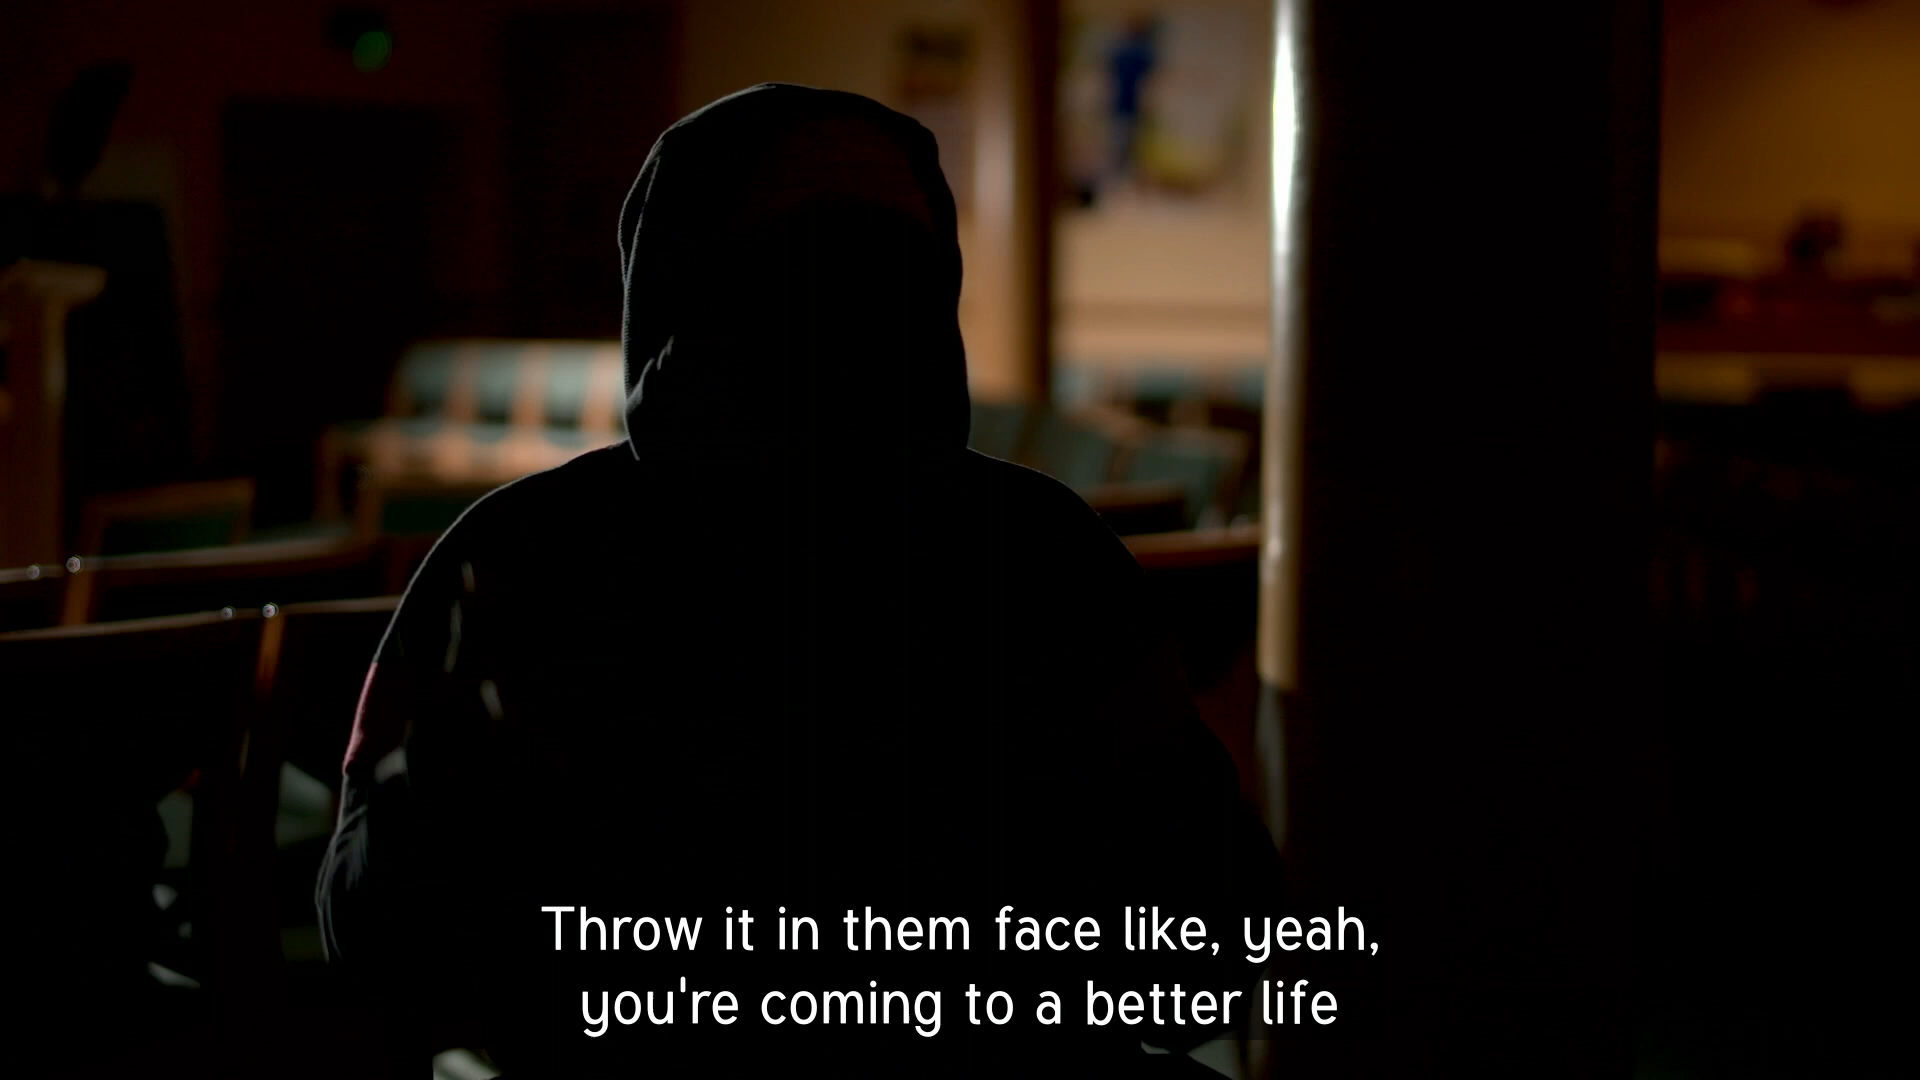 Throw it in them face like, yeah,
you're coming to a better life